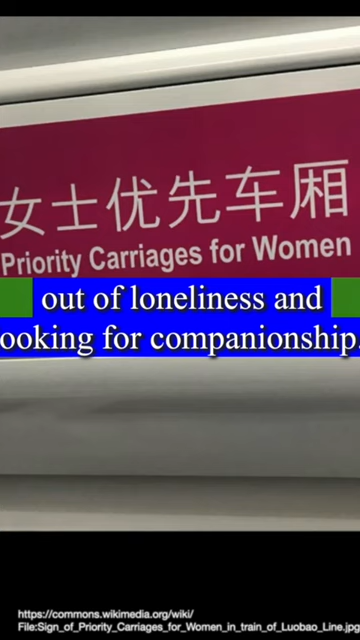 女士优先车厢
Priority Carriages for Women
out of loneliness and
ooking for companionship.
https://commons.wikimedia.org/wiki/
File:Sign_of_Priority_Carriages_for_Women_in_train_of_Luobao_Line.jpg